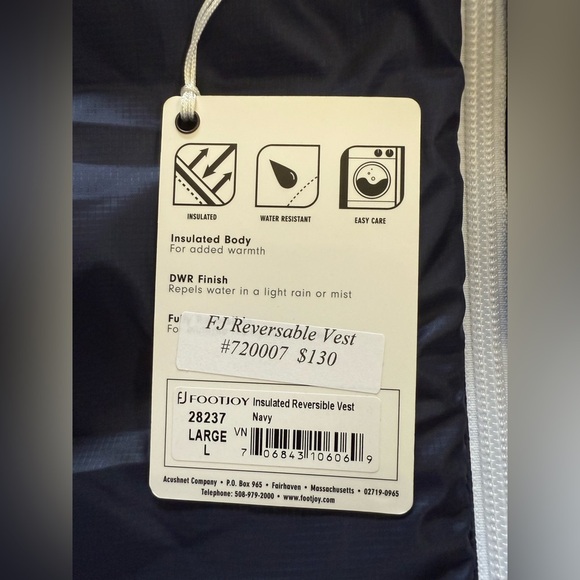 INSULATED
WATER RESISTANT
EASY CARE
Insulated Body
For added warmth
DWR Finish
Repels water in a light rain or mist
FJ Reversable Vest
#720007 $130
FJ FOOTJOY Insulated Reversible Vest
28237 Navy
LARGE VN
L
7 06843 10606 9
Acushnet Company • P.O. Box 965 • Fairhaven • Massachusetts • 02719-0965
Telephone: 508-979-2000 • www.footjoy.com